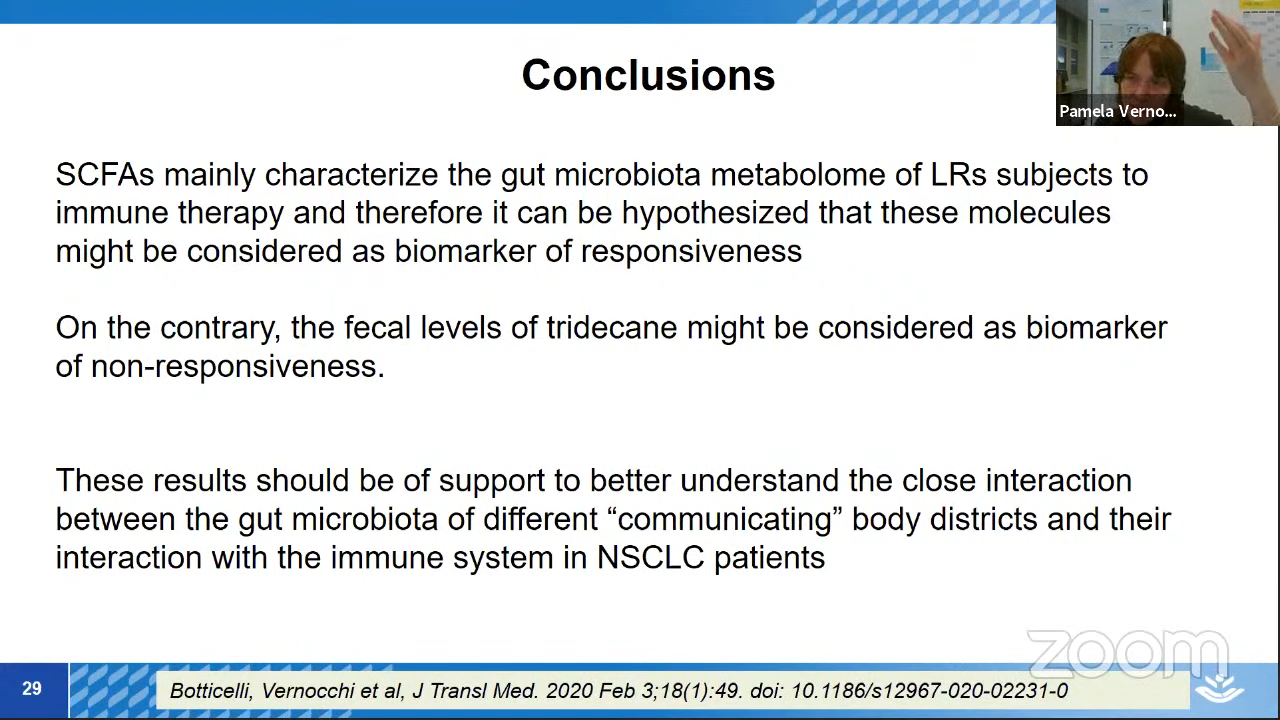 Conclusions
Pamela Verno...
SCFAs mainly characterize the gut microbiota metabolome of LRs subjects to
immune therapy and therefore it can be hypothesized that these molecules
might be considered as biomarker of responsiveness
On the contrary, the fecal levels of tridecane might be considered as biomarker
of non-responsiveness.
These results should be of support to better understand the close interaction
between the gut microbiota of different “communicating” body districts and their
interaction with the immune system in NSCLC patients
zoom
29
Botticelli, Vernocchi et al, J Transl Med. 2020 Feb 3;18(1):49. doi: 10.1186/s12967-020-02231-0